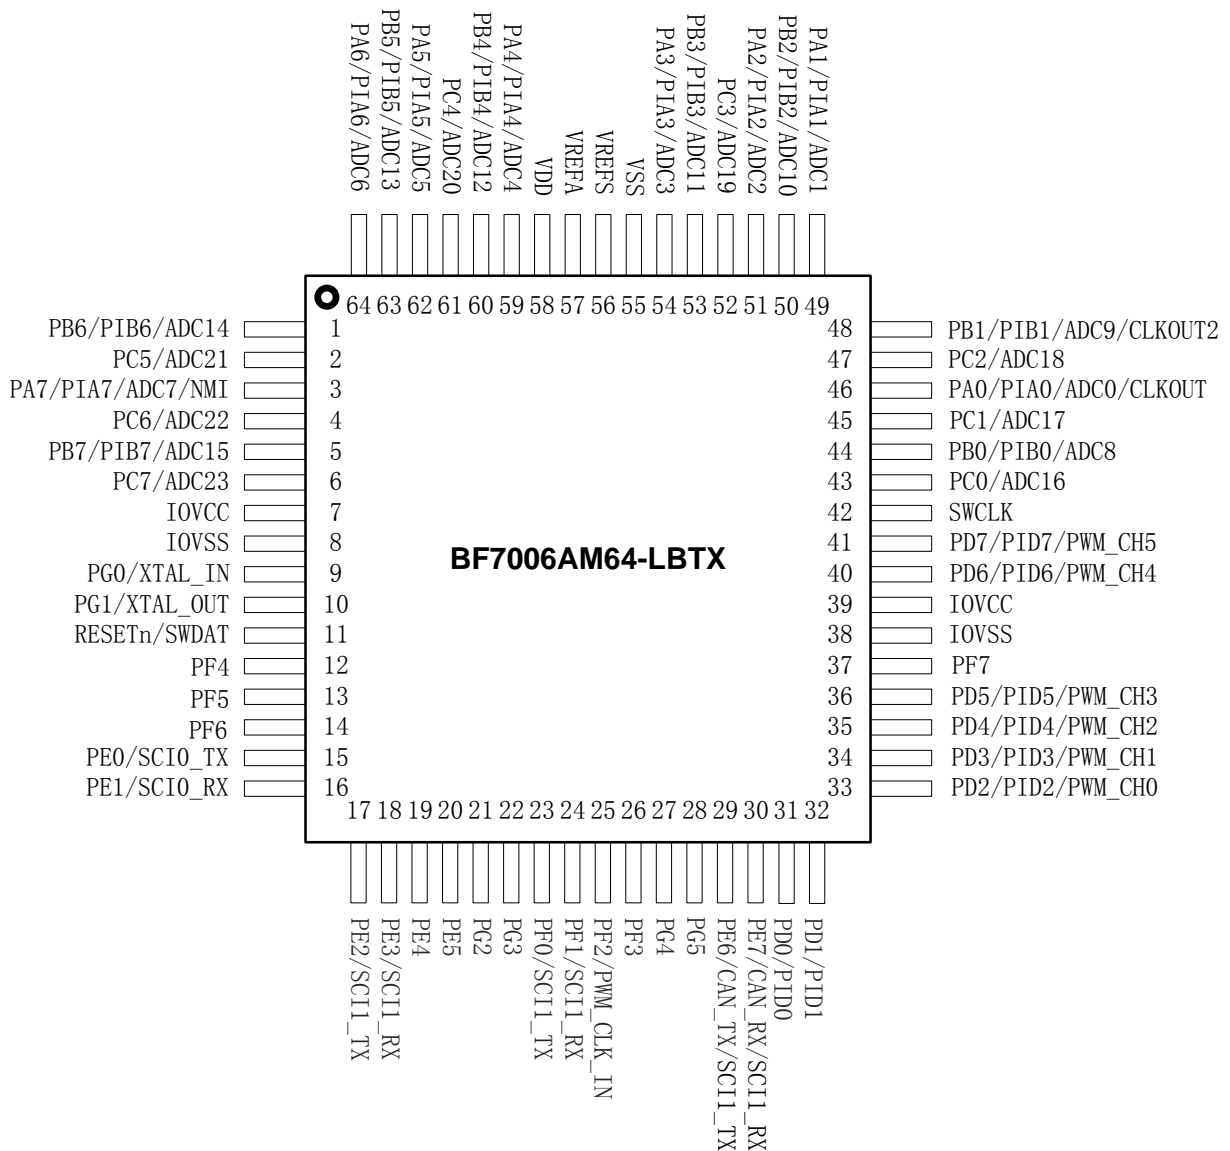 PA6/PIA6/ADC6
PB5/PIB5/ADC13
PA5/PIA5/ADC5
PC4/ADC20
PB4/PIB4/ADC12
PA4/PIA4/ADC4
VDD
VREFA
VREFS
VSS
PA3/PIA3/ADC3
PB3/PIB3/ADC11
PC3/ADC19
PA2/PIA2/ADC2
PB2/PIB2/ADC10
PA1/PIA1/ADC1
64 63 62 61 60 59 58 57 56 55 54 53 52 51 50 49
PB6/PIB6/ADC14 1
PC5/ADC21 2
PA7/PIA7/ADC7/NMI 3
PC6/ADC22 4
PB7/PIB7/ADC15 5
PC7/ADC23 6
IOVCC 7
IOVSS 8
PG0/XTAL_IN 9
PG1/XTAL_OUT 10
RESETn/SWDAT 11
PF4 12
PF5 13
PF6 14
PE0/SCI0_TX 15
PE1/SCI0_RX 16
BF7006AM64-LBTX
48 PB1/PIB1/ADC9/CLKOUT2
47 PC2/ADC18
46 PA0/PIA0/ADC0/CLKOUT
45 PC1/ADC17
44 PB0/PIB0/ADC8
43 PC0/ADC16
42 SWCLK
41 PD7/PID7/PWM_CH5
40 PD6/PID6/PWM_CH4
39 IOVCC
38 IOVSS
37 PF7
36 PD5/PID5/PWM_CH3
35 PD4/PID4/PWM_CH2
34 PD3/PID3/PWM_CH1
33 PD2/PID2/PWM_CH0
17 18 19 20 21 22 23 24 25 26 27 28 29 30 31 32
PE2/SCI1_TX
PE3/SCI1_RX
PE4
PE5
PG2
PG3
PF0/SCI1_TX
PF1/SCI1_RX
PF2/PWM_CLK_IN
PF3
PG4
PG5
PE6/CAN_TX/SCI1_TX
PE7/CAN_RX/SCI1_RX
PD0/PID0
PD1/PID1